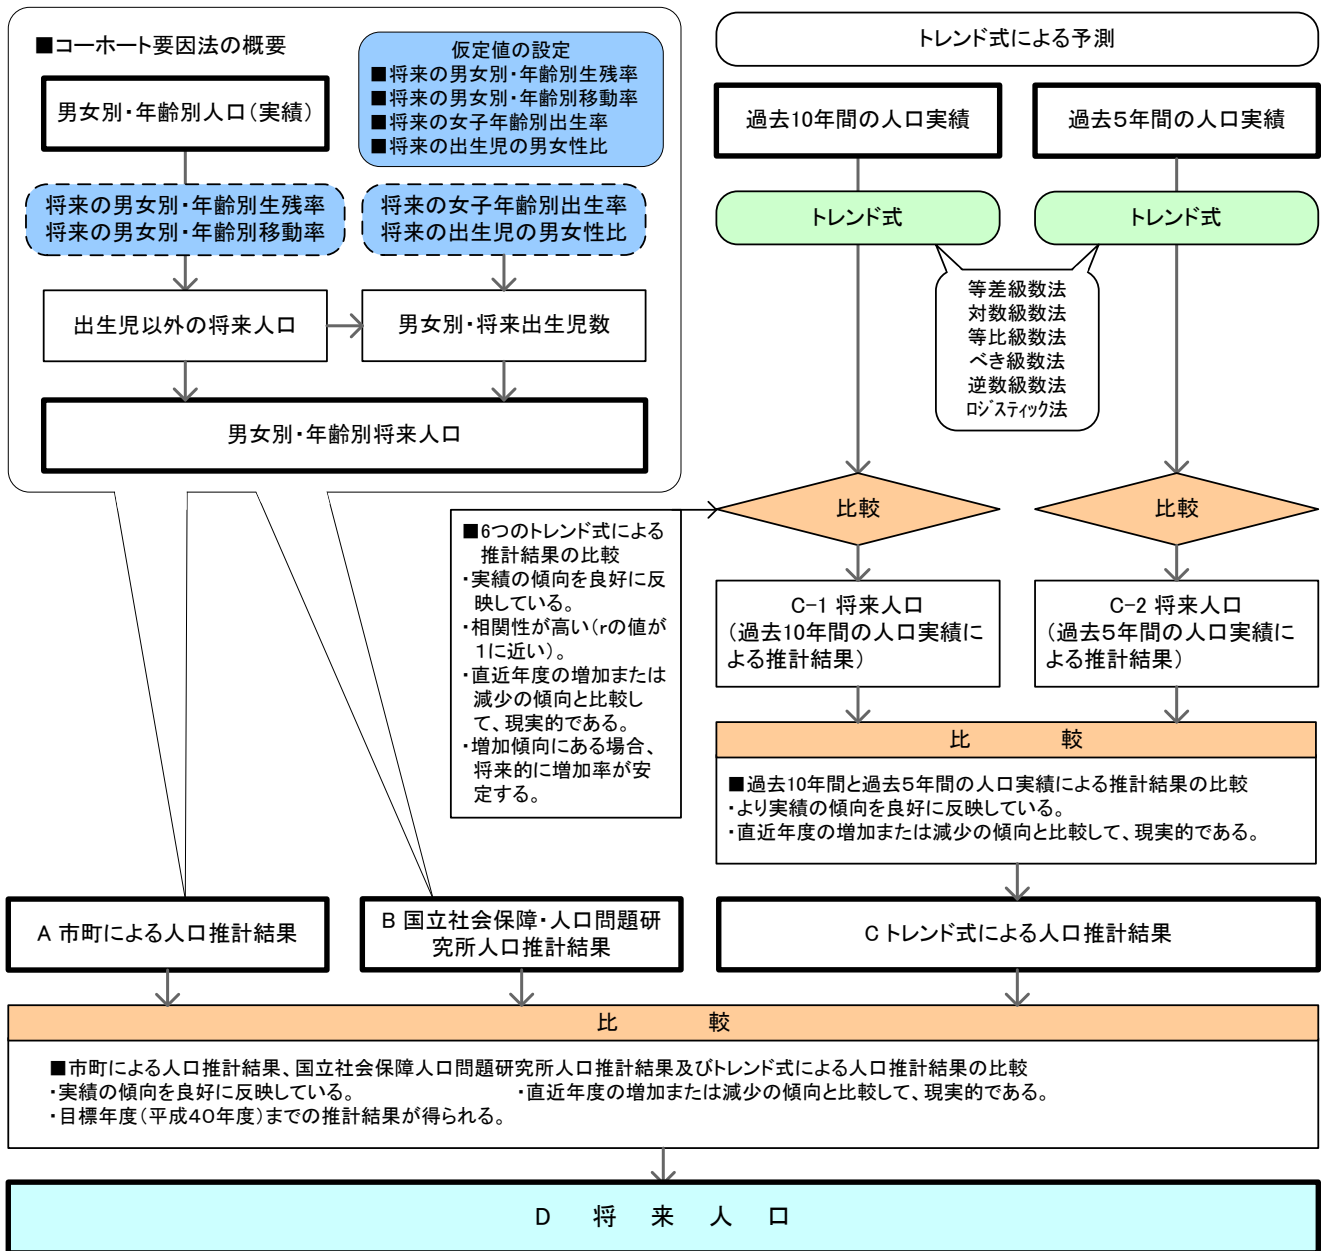 ■コーホート要因法の概要
男女別・年齢別人口（実績）
仮定値の設定
■将来の男女別・年齢別生残率
■将来の男女別・年齢別移動率
■将来の女子年齢別出生率
■将来の出生児の男女性比
将来の男女別・年齢別生残率
将来の男女別・年齢別移動率
将来の女子年齢別出生率
将来の出生児の男女性比
出生児以外の将来人口
男女別・将来出生児数
男女別・年齢別将来人口
トレンド式による予測
過去10年間の人口実績
過去５年間の人口実績
トレンド式
トレンド式
等差級数法
対数級数法
等比級数法
べき級数法
逆数級数法
ﾛｼﾞｽﾃｨｯｸ法
比較
比較
■6つのトレンド式による
推計結果の比較
・実績の傾向を良好に反
映している。
・相関性が高い（rの値が
１に近い）。
・直近年度の増加または
減少の傾向と比較し
て、現実的である。
・増加傾向にある場合、
将来的に増加率が安
定する。
C-1 将来人口
（過去10年間の人口実績に
よる推計結果）
C-2 将来人口
（過去５年間の人口実績に
よる推計結果）
比　　　較
■過去10年間と過去５年間の人口実績による推計結果の比較
・より実績の傾向を良好に反映している。
・直近年度の増加または減少の傾向と比較して、現実的である。
A 市町による人口推計結果
B 国立社会保障・人口問題研
究所人口推計結果
C トレンド式による人口推計結果
比　　　較
■市町による人口推計結果、国立社会保障人口問題研究所人口推計結果及びトレンド式による人口推計結果の比較
・実績の傾向を良好に反映している。　　　・直近年度の増加または減少の傾向と比較して、現実的である。
・目標年度（平成４０年度）までの推計結果が得られる。
D　将　来　人　口